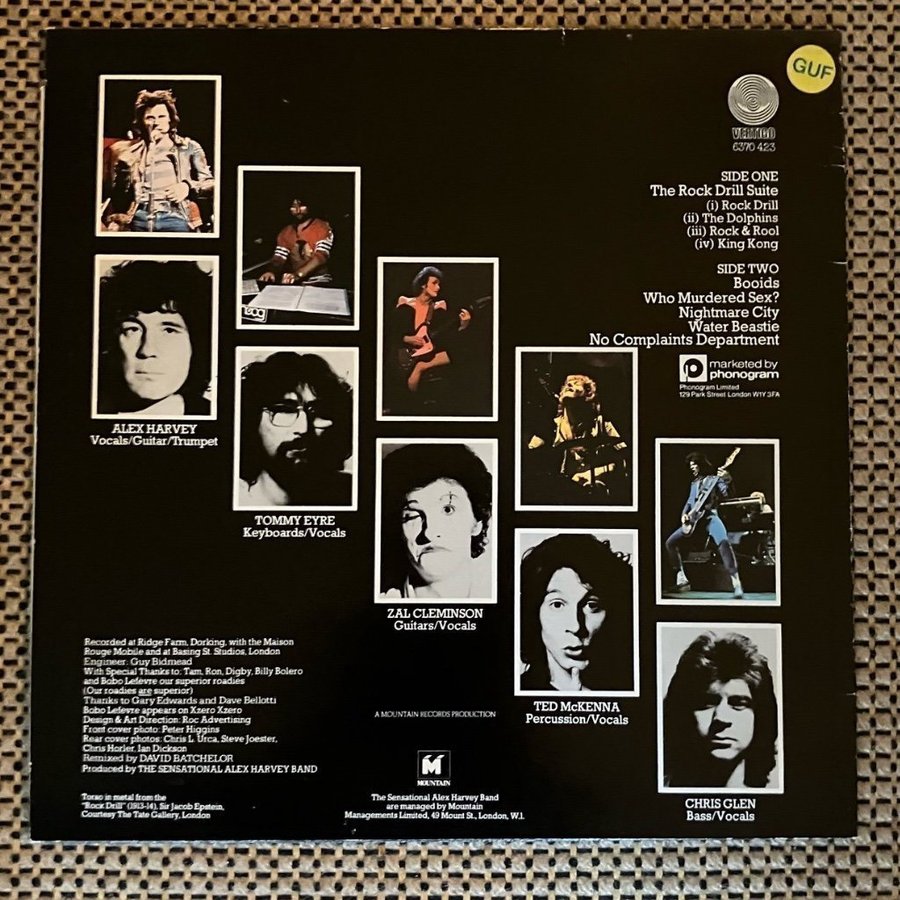 GUF
VERTIGO
6370 423
SIDE ONE
The Rock Drill Suite
(i) Rock Drill
(ii) The Dolphins
(iii) Rock & Rool
(iv) King Kong
SIDE TWO
Booids
Who Murdered Sex?
Nightmare City
Water Beastie
No Complaints Department
marketed by
phonogram
Phonogram Limited
129 Park Street London W1Y 3FA
ALEX HARVEY
Vocals/Guitar/Trumpet
TOMMY EYRE
Keyboards/Vocals
ZAL CLEMINSON
Guitars/Vocals
TED McKENNA
Percussion/Vocals
CHRIS GLEN
Bass/Vocals
Recorded at Ridge Farm, Dorking, with the Maison
Rouge Mobile and at Basing St. Studios, London
Engineer: Guy Bidmead
With Special Thanks to: Tam, Ron, Digby, Billy Bolero
and Bobo Lefevre our superior roadies
(Our roadies are superior)
Thanks to Gary Edwards and Dave Bellotti
Bobo Lefevre appears on Xzero Xzero
Design & Art Direction: Roc Advertising
Front cover photo: Peter Higgins
Rear cover photos: Chris L. Urca, Steve Joester,
Chris Horler, Ian Dickson
Remixed by DAVID BATCHELOR
Produced by THE SENSATIONAL ALEX HARVEY BAND
Torso in metal from the
"Rock Drill" (1913-14), Sir Jacob Epstein,
Courtesy The Tate Gallery, London
A MOUNTAIN RECORDS PRODUCTION
MOUNTAIN
The Sensational Alex Harvey Band
are managed by Mountain
Managements Limited, 49 Mount St., London, W.1.